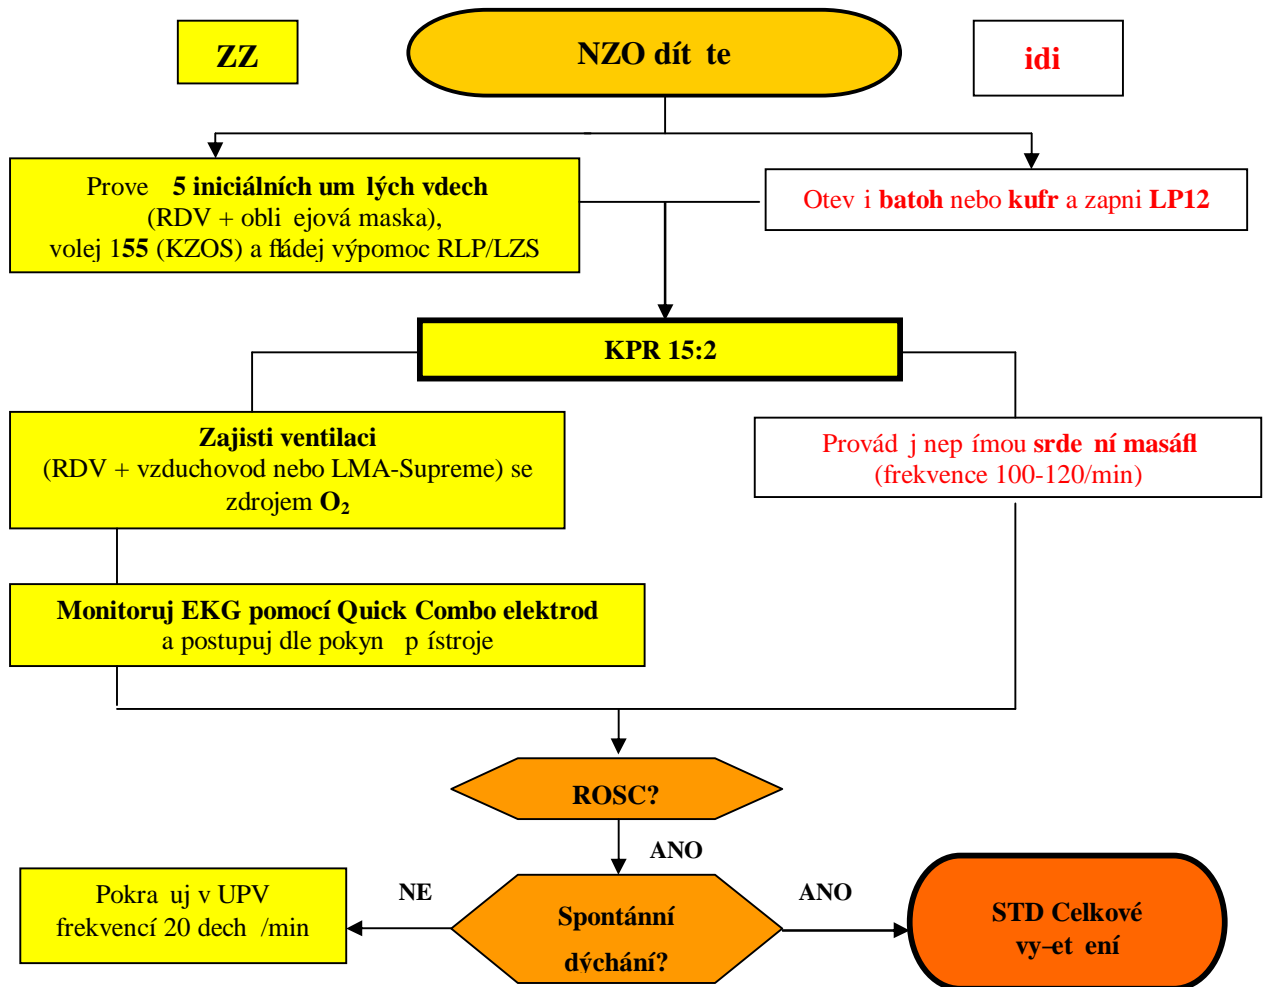 ZZ
NZO dít te
idi
Prove 5 iniciálních um lých vdech
(RDV + obli ejová maska),
volej 155 (KZOS) a fládej výpomoc RLP/LZS
Otev i batoh nebo kufr a zapni LP12
KPR 15:2
Zajisti ventilaci
(RDV + vzduchovod nebo LMA-Supreme) se
zdrojem O₂
Provád j nep ímou srde ní masáfl
(frekvence 100-120/min)
Monitoruj EKG pomocí Quick Combo elektrod
a postupuj dle pokyn p ístroje
ROSC?
ANO
Pokra uj v UPV
frekvencí 20 dech /min
NE
Spontánní
dýchání?
ANO
STD Celkové
vy–et ení